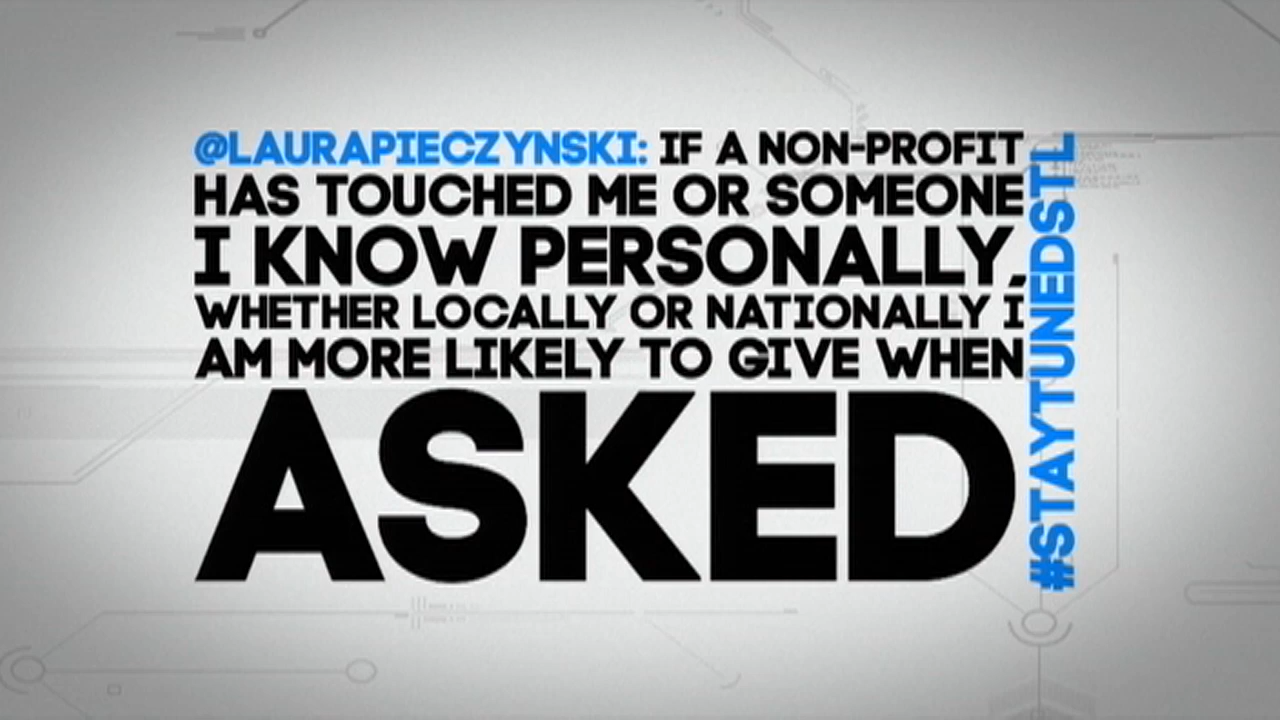 @LAURAPIECZYNSKI: IF A NON-PROFIT
HAS TOUCHED ME OR SOMEONE
I KNOW PERSONALLY,
WHETHER LOCALLY OR NATIONALLY I
AM MORE LIKELY TO GIVE WHEN
ASKED
#STAYTUNEDSTL